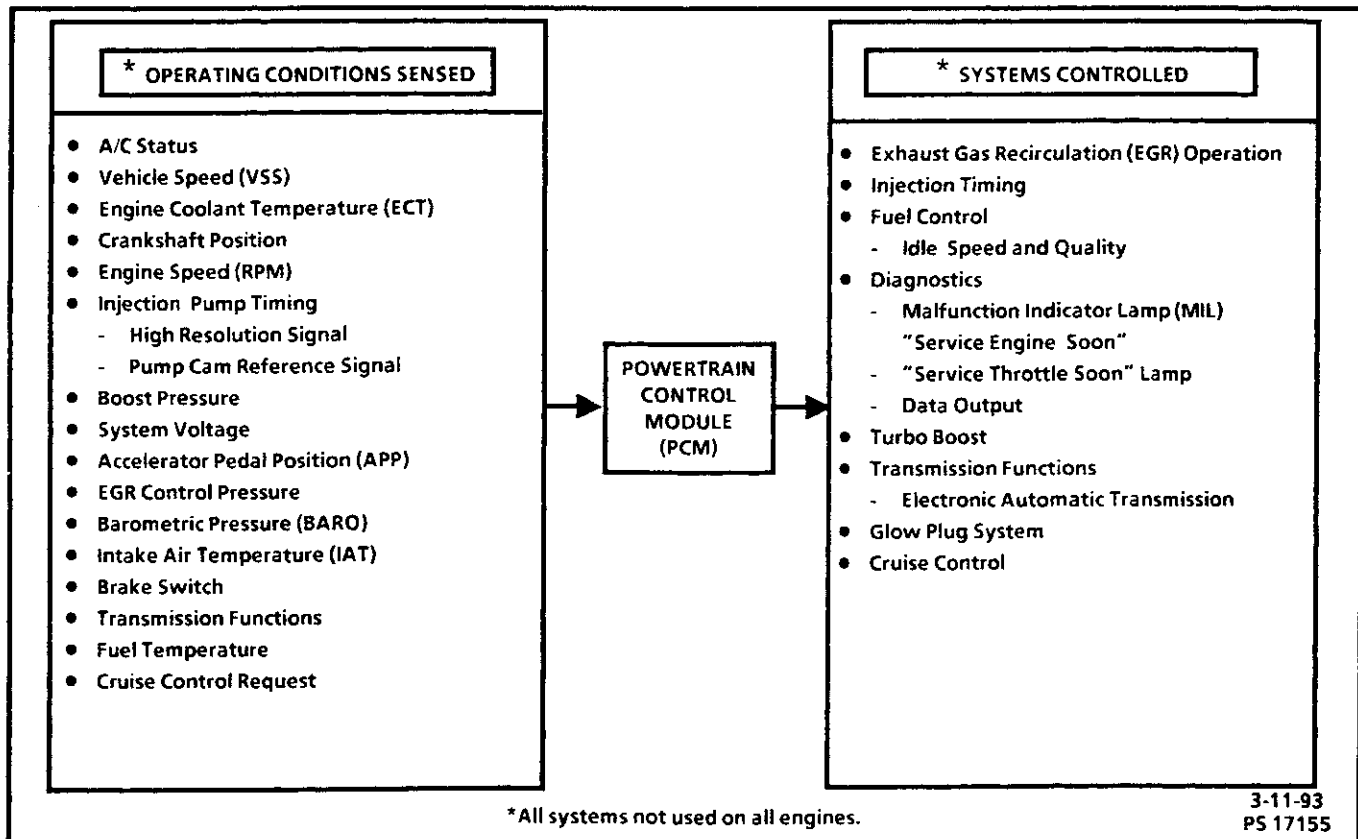 * OPERATING CONDITIONS SENSED
● A/C Status
● Vehicle Speed (VSS)
● Engine Coolant Temperature (ECT)
● Crankshaft Position
● Engine Speed (RPM)
● Injection Pump Timing
- High Resolution Signal
- Pump Cam Reference Signal
● Boost Pressure
● System Voltage
● Accelerator Pedal Position (APP)
● EGR Control Pressure
● Barometric Pressure (BARO)
● Intake Air Temperature (IAT)
● Brake Switch
● Transmission Functions
● Fuel Temperature
● Cruise Control Request
POWERTRAIN
CONTROL
MODULE
(PCM)
* SYSTEMS CONTROLLED
● Exhaust Gas Recirculation (EGR) Operation
● Injection Timing
● Fuel Control
- Idle Speed and Quality
● Diagnostics
- Malfunction Indicator Lamp (MIL)
"Service Engine Soon"
- "Service Throttle Soon" Lamp
- Data Output
● Turbo Boost
● Transmission Functions
- Electronic Automatic Transmission
● Glow Plug System
● Cruise Control
*All systems not used on all engines.
3-11-93
PS 17155